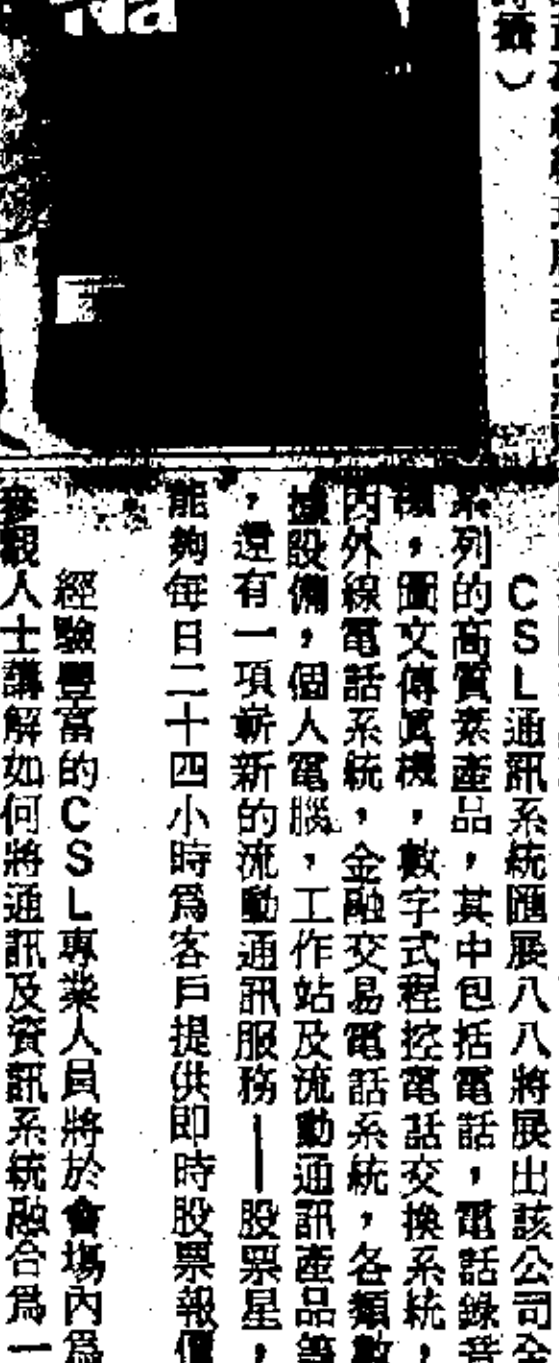 Na
攝）
CSL通訊系統匯展八八將展出該公司全
系列的高質素產品，其中包括電話，電話錄音
機，圖文傳眞機，數字式程控電話交換系統，
內外線電話系統，金融交易電話系統，各類數
據設備，個人電腦，工作站及流動通訊產品等
，還有一項嶄新的流動通訊服務——股票星，
能夠每日二十四小時爲客戶提供即時股票報價
經驗豐富的CSL專業人員將於會場內爲
參觀人士講解如何將通訊及資訊系統融合爲一